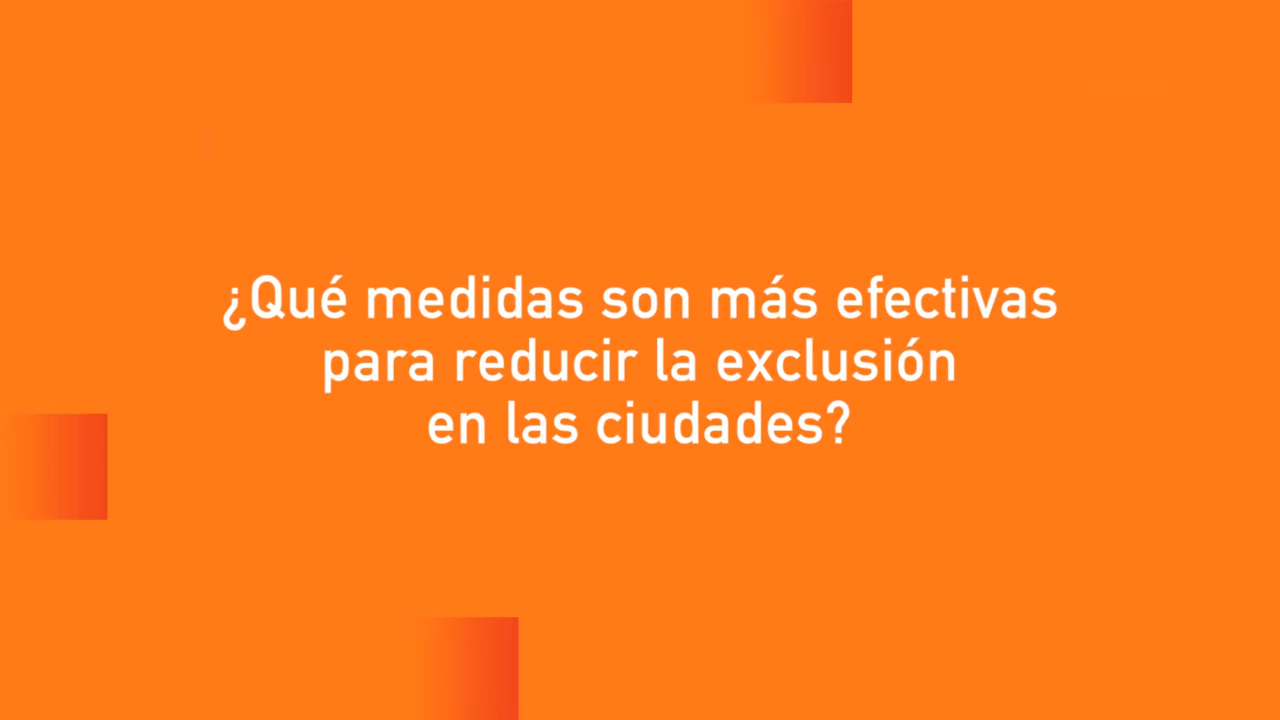 ¿Qué medidas son más efectivas
para reducir la exclusión
en las ciudades?